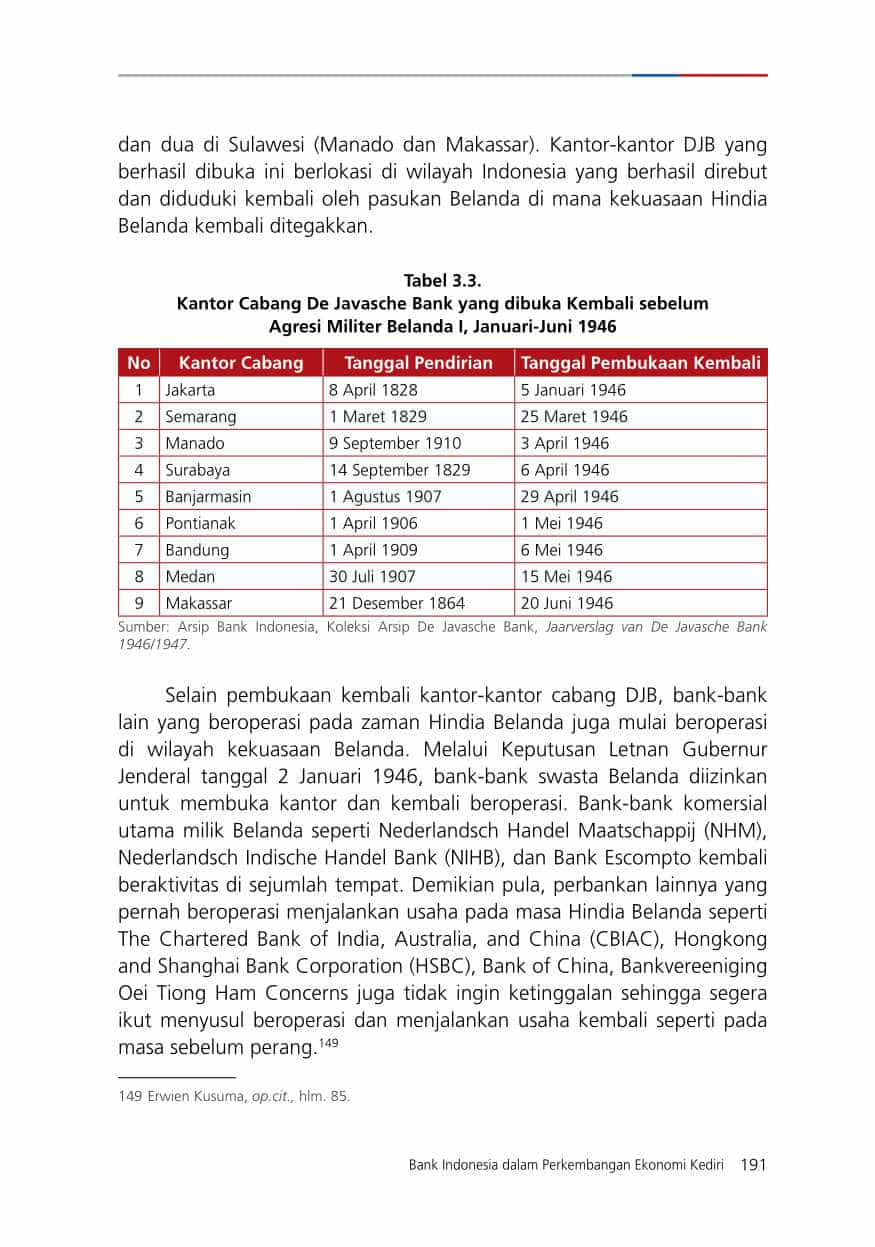 dan dua di Sulawesi (Manado dan Makassar). Kantor-kantor DJB yang
berhasil dibuka ini berlokasi di wilayah Indonesia yang berhasil direbut
dan diduduki kembali oleh pasukan Belanda di mana kekuasaan Hindia
Belanda kembali ditegakkan.
Tabel 3.3.
Kantor Cabang De Javasche Bank yang dibuka Kembali sebelum
Agresi Militer Belanda I, Januari-Juni 1946
No Kantor Cabang Tanggal Pendirian Tanggal Pembukaan Kembali
1 Jakarta 8 April 1828 5 Januari 1946
2 Semarang 1 Maret 1829 25 Maret 1946
3 Manado 9 September 1910 3 April 1946
4 Surabaya 14 September 1829 6 April 1946
5 Banjarmasin 1 Agustus 1907 29 April 1946
6 Pontianak 1 April 1906 1 Mei 1946
7 Bandung 1 April 1909 6 Mei 1946
8 Medan 30 Juli 1907 15 Mei 1946
9 Makassar 21 Desember 1864 20 Juni 1946
Sumber: Arsip Bank Indonesia, Koleksi Arsip De Javasche Bank, Jaarverslag van De Javasche Bank
1946/1947.
Selain pembukaan kembali kantor-kantor cabang DJB, bank-bank
lain yang beroperasi pada zaman Hindia Belanda juga mulai beroperasi
di wilayah kekuasaan Belanda. Melalui Keputusan Letnan Gubernur
Jenderal tanggal 2 Januari 1946, bank-bank swasta Belanda diizinkan
untuk membuka kantor dan kembali beroperasi. Bank-bank komersial
utama milik Belanda seperti Nederlandsch Handel Maatschappij (NHM),
Nederlandsch Indische Handel Bank (NIHB), dan Bank Escompto kembali
beraktivitas di sejumlah tempat. Demikian pula, perbankan lainnya yang
pernah beroperasi menjalankan usaha pada masa Hindia Belanda seperti
The Chartered Bank of India, Australia, and China (CBIAC), Hongkong
and Shanghai Bank Corporation (HSBC), Bank of China, Bankvereeniging
Oei Tiong Ham Concerns juga tidak ingin ketinggalan sehingga segera
ikut menyusul beroperasi dan menjalankan usaha kembali seperti pada
masa sebelum perang.149
149 Erwien Kusuma, op.cit., hlm. 85.
Bank Indonesia dalam Perkembangan Ekonomi Kediri 191